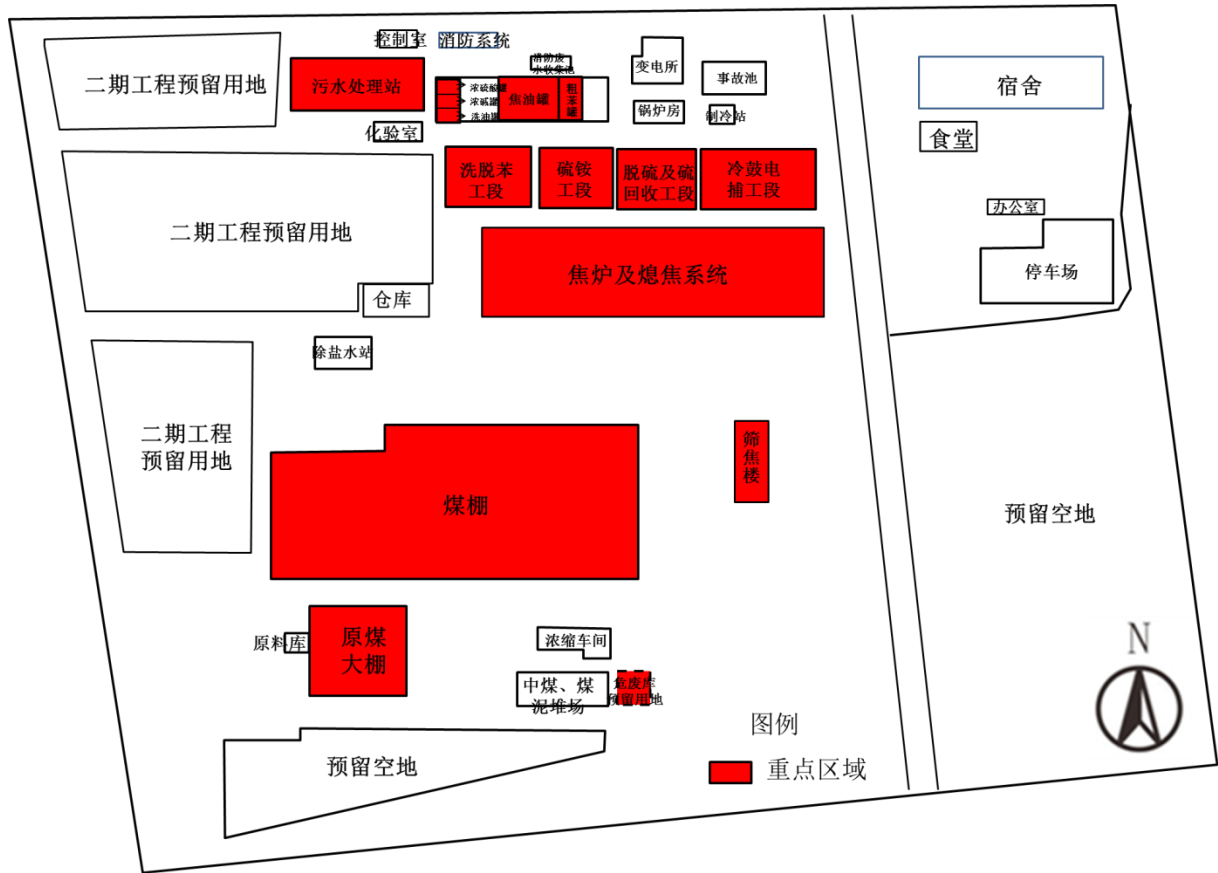 控制室
消防系统
二期工程预留用地
污水处理站
消防废
水收集池
变电所
事故池
宿舍
浓硫酸罐
浓碱罐
洗油罐
焦油罐
粗苯罐
锅炉房
制冷站
化验室
食堂
洗脱苯
工段
硫铵
工段
脱硫及硫
回收工段
冷鼓电
捕工段
办公室
二期工程预留用地
焦炉及熄焦系统
停车场
仓库
除盐水站
二期工程
预留用地
筛焦楼
煤棚
预留空地
原料库
原煤
大棚
浓缩车间
N
中煤、煤
泥堆场
危废库
预留用地
图例
预留空地
重点区域